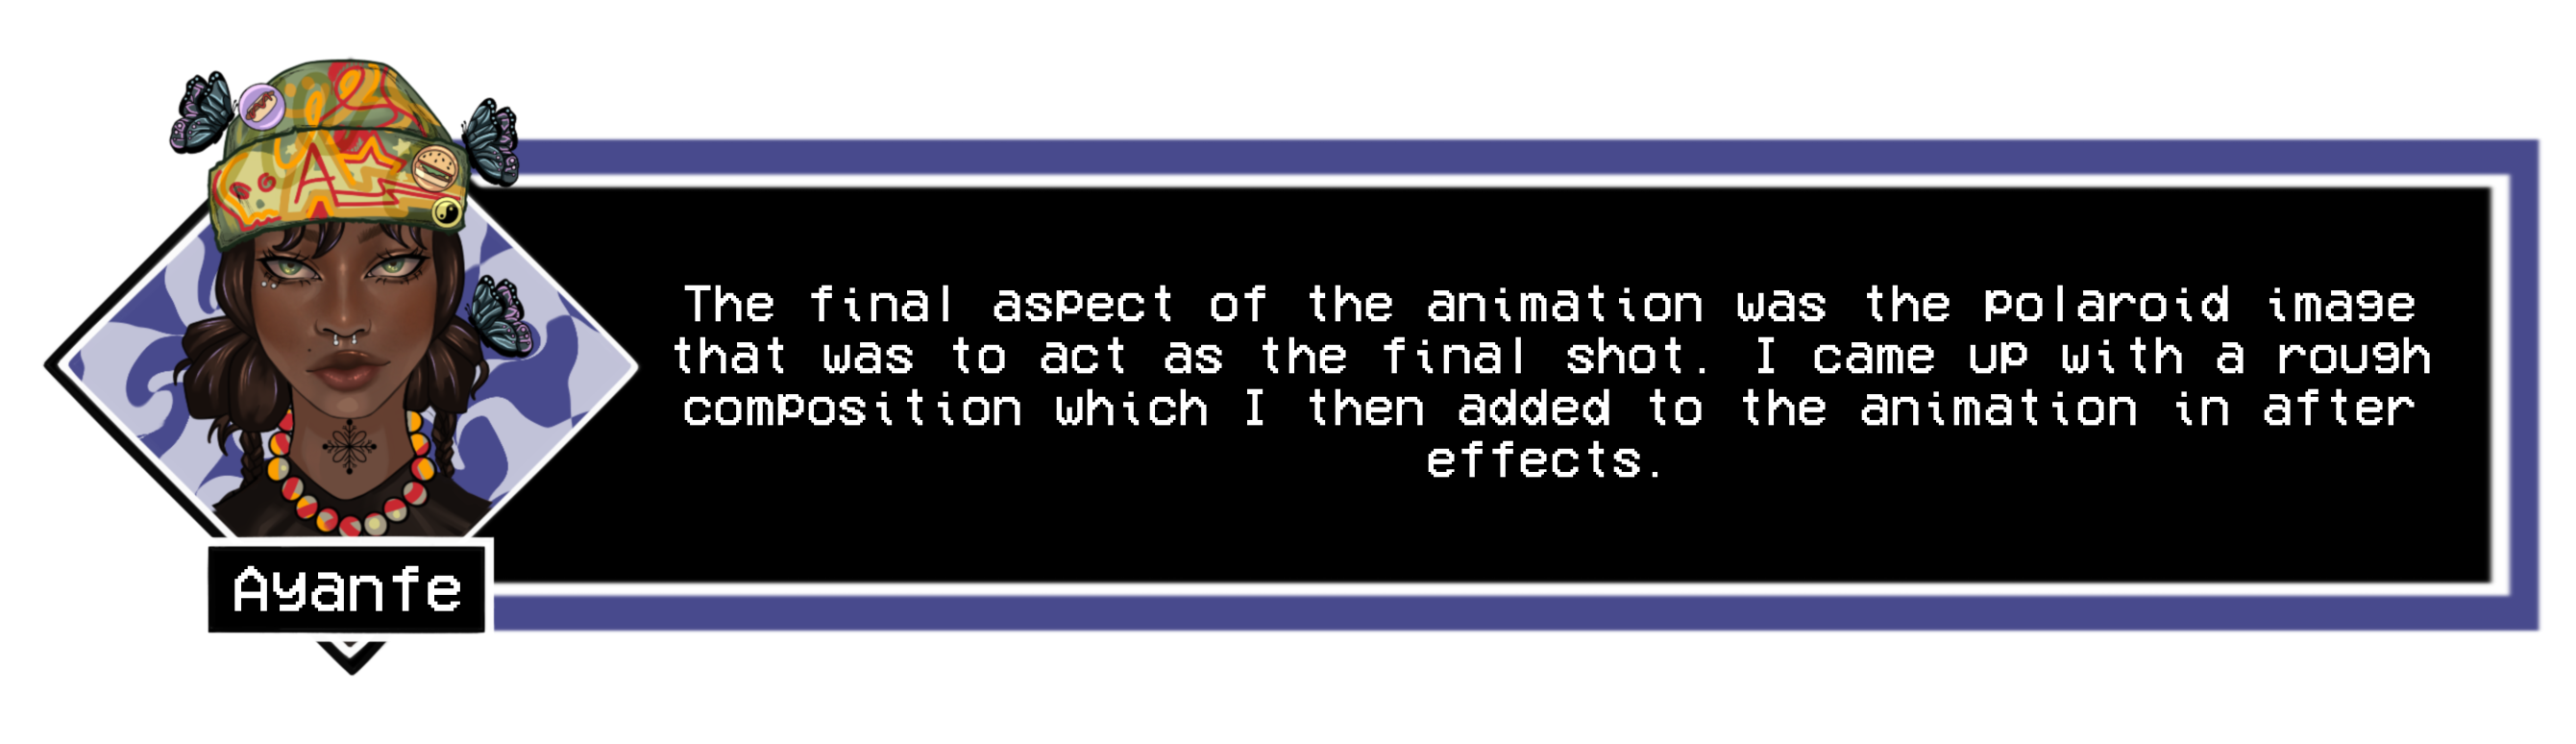 A
The final aspect of the animation was the polaroid image
that was to act as the final shot. I came up with a rough
composition which I then added to the animation in after
effects.
Ayanfe